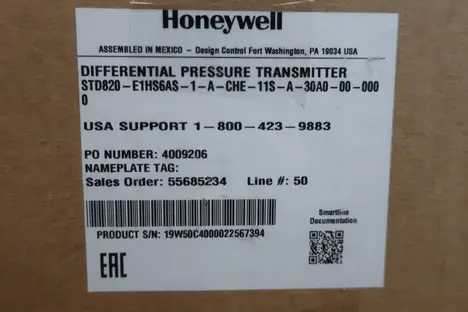 Honeywell
ASSEMBLED IN MEXICO - Design Control Fort Washington, PA 19034 USA
DIFFERENTIAL PRESSURE TRANSMITTER
STD820-E1HS6AS-1-A-CHE-11S-A-30A0-00-000
0
USA SUPPORT 1-800-423-9883
PO NUMBER: 4009206
NAMEPLATE TAG:
Sales Order: 55685234 Line #: 50
Smartline
Documentation
PRODUCT S/N: 19W50C4000022567394
EAC